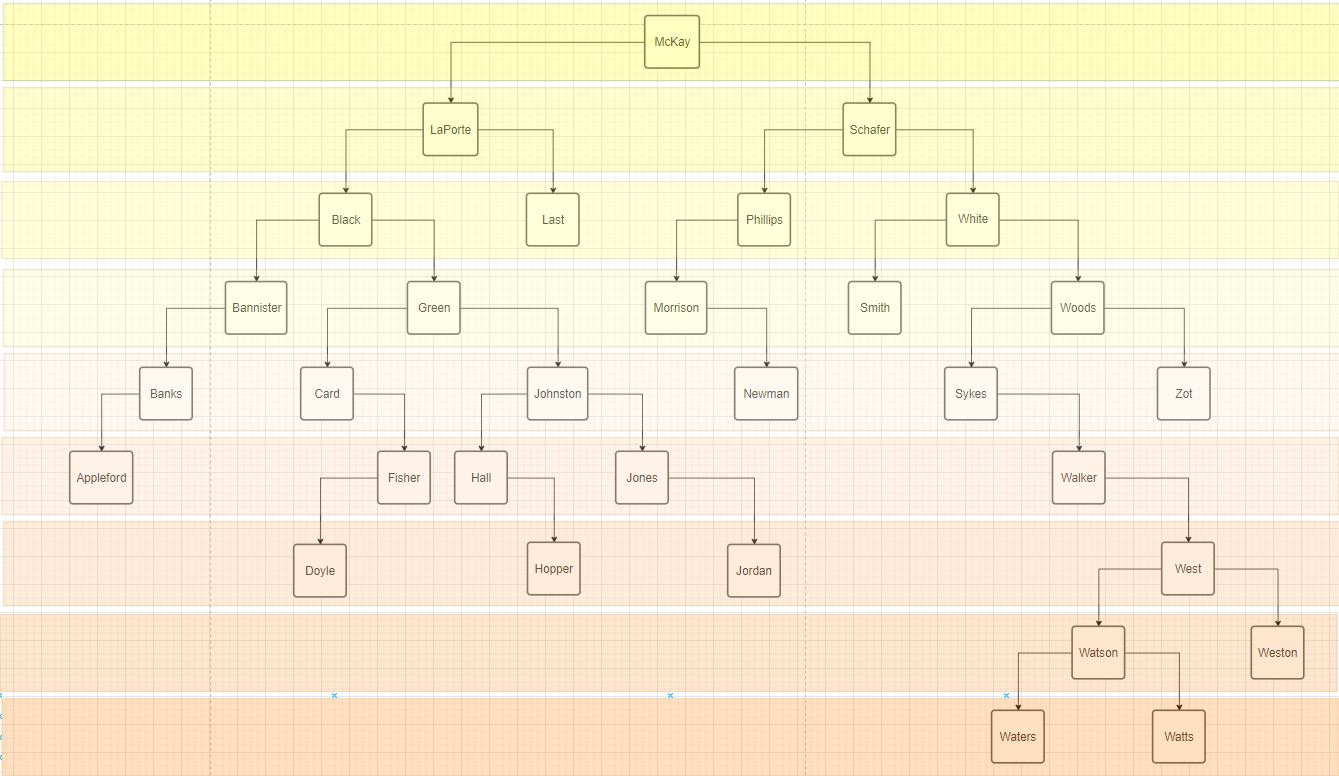 McKay
LaPorte
Schafer
Black
Last
Phillips
White
Bannister
Green
Morrison
Smith
Woods
Banks
Card
Johnston
Newman
Sykes
Zot
Appleford
Fisher
Hall
Jones
Walker
Doyle
Hopper
Jordan
West
Watson
Weston
Waters
Watts